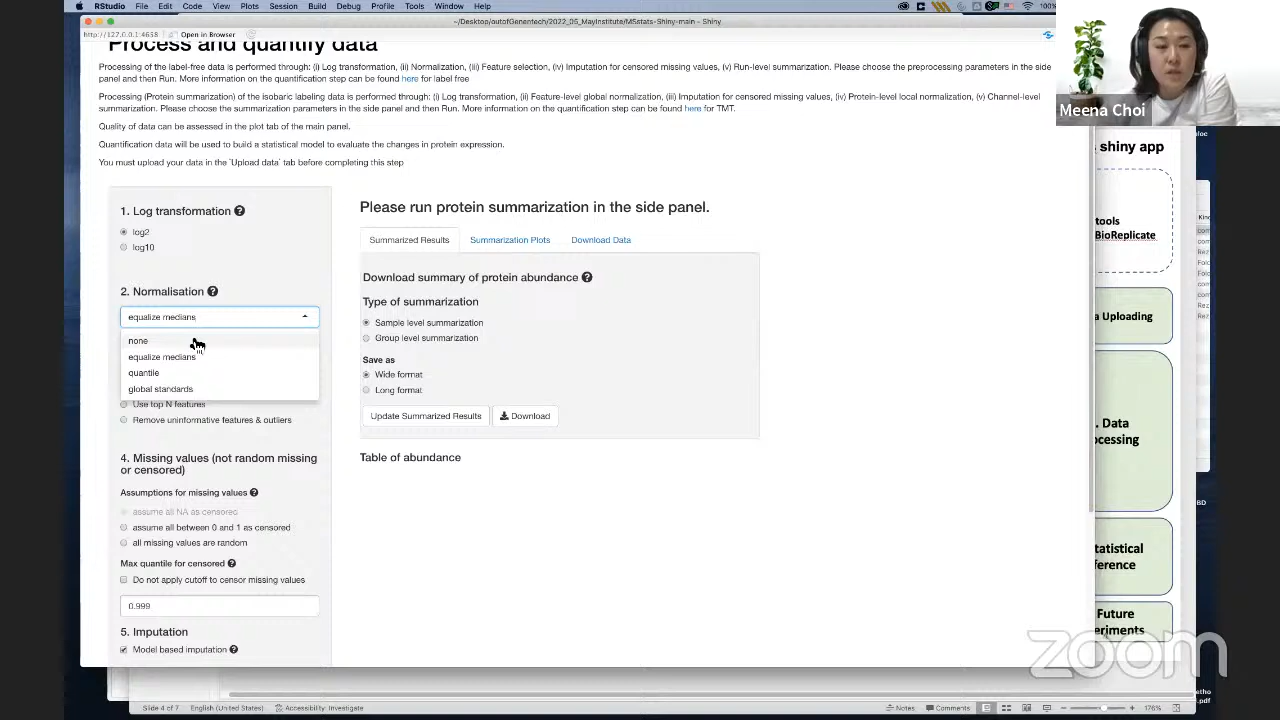 RStudio File Edit Code View Plots Session Build Debug Profile Tools Window Help 100%
~/Desktop/outofGenentech/2022_05_MayInstitute/MSstats-Shiny-main - Shiny
http://127.0.0.1:4658 Open in Browser
Process and quantify data
Processing of the label-free data is performed through: (i) Log transformation, (ii) Normalization, (iii) Feature selection, (iv) Imputation for censored missing values, (v) Run-level summarization. Please choose the preprocessing parameters in the side
panel and then Run. More information on the quantification step can be found here for label free
Processing (Protein summarization) of the isobaric labeling data is performed through: (i) Log transformation, (ii) Feature-level global normalization, (iii) Imputation for censored missing values, (iv) Protein-level local normalization, (v) Channel-level
summarization. Please choose the summarization parameters in the side panel and then Run. More information on the quantification step can be found here for TMT.
Quality of data can be assessed in the plot tab of the main panel.
Quantification data will be used to build a statistical model to evaluate the changes in protein expression.
You must upload your data in the `Upload data` tab before completing this step
1. Log transformation
log2
log10
2. Normalisation
equalize medians
none
equalize medians
quantile
global standards
Use top N features
Remove uninformative features & outliers
4. Missing values (not random missing
or censored)
Assumptions for missing values
assume all NA as censored
assume all between 0 and 1 as censored
all missing values are random
Max quantile for censored
Do not apply cutoff to censor missing values
0.999
5. Imputation
Model based imputation
Please run protein summarization in the side panel.
Summarized Results Summarization Plots Download Data
Download summary of protein abundance
Type of summarization
Sample level summarization
Group level summarization
Save as
Wide format
Long format
Update Summarized Results Download
Table of abundance
Meena Choi
shiny app
tools
BioReplicate
Uploading
. Data
zoom
Slide 4 of 7 English (United States) Accessibility: Investigate Notes Comments 176%